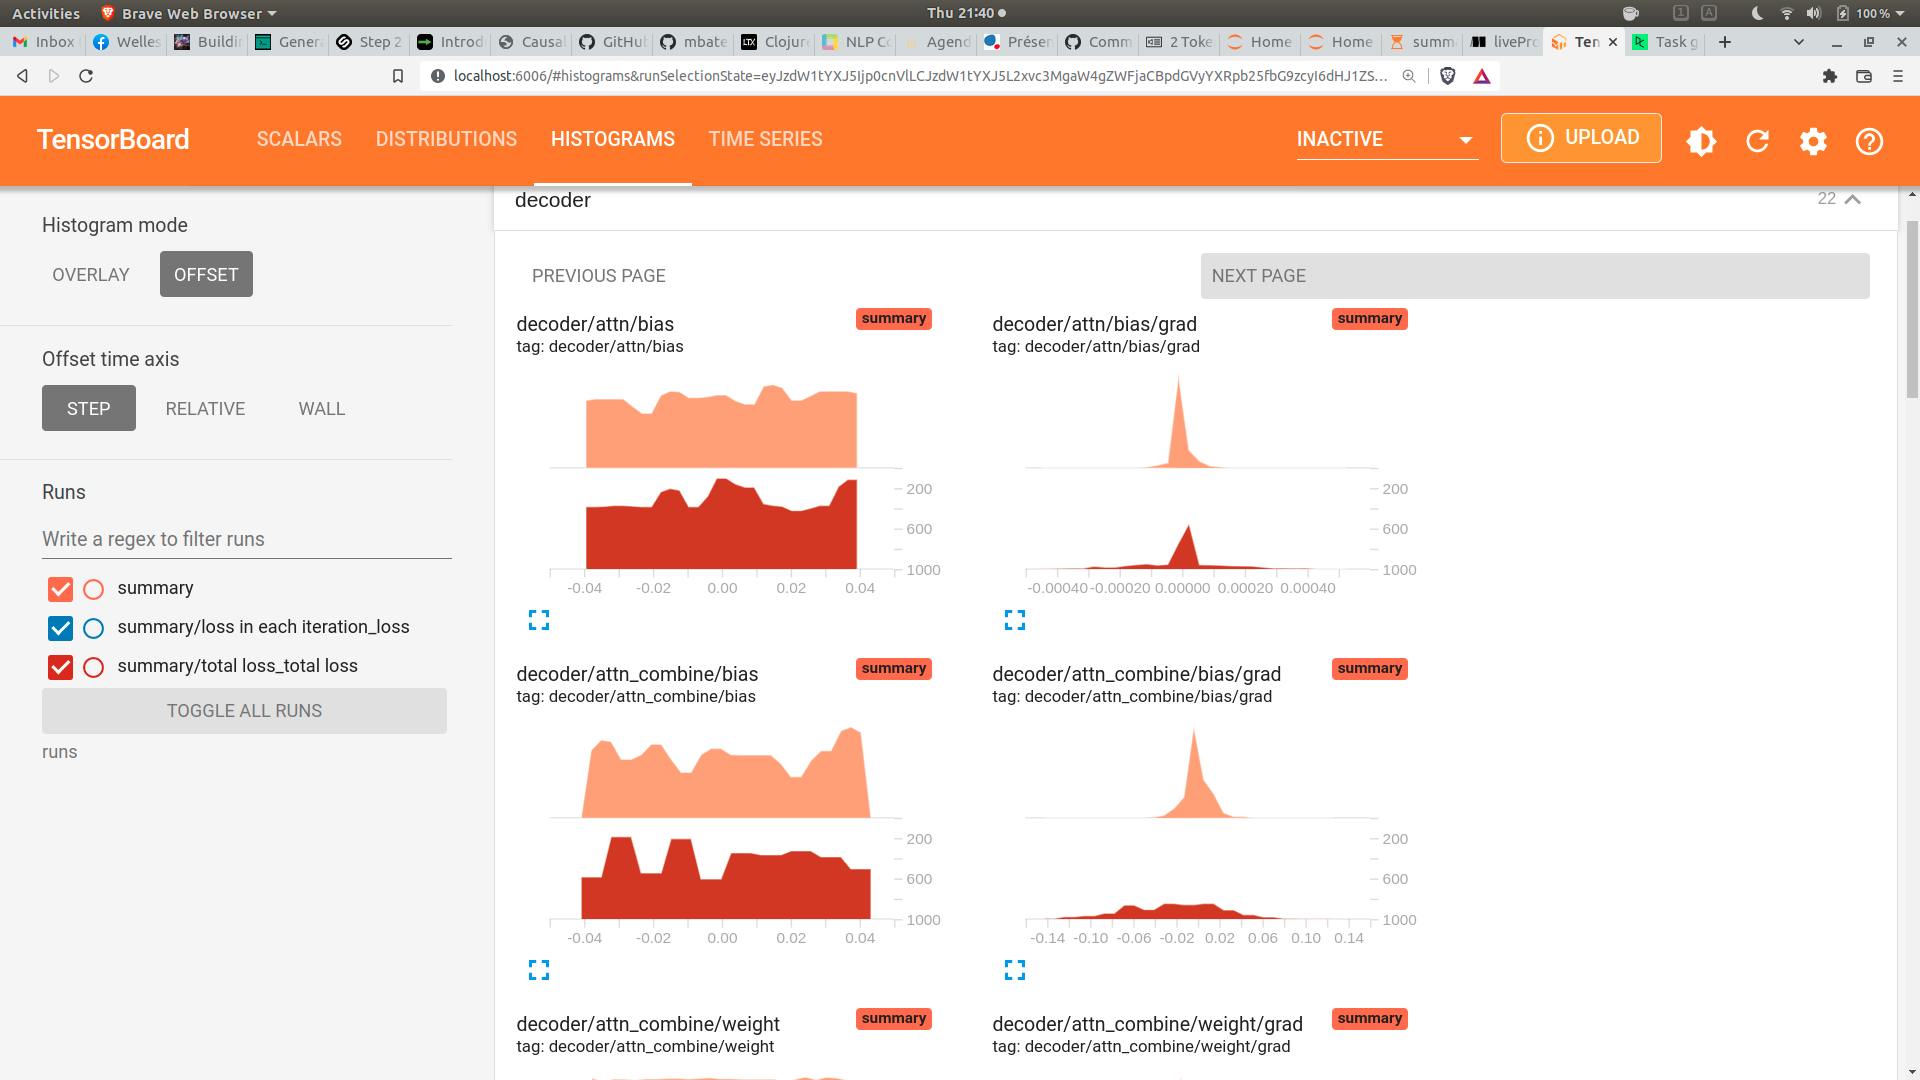 Activities Brave Web Browser Thu 21:40 100 %
Inbox Welles Buildin Genera Step 2 Introd Causal GitHub mbate Clojure NLP Co Agend Présen Comm 2 Toke Home Home summa livePro Ten Task g
localhost:6006/#histograms&runSelectionState=eyJzdW1tYXJ5Ijp0cnVlLCJzdW1tYXJ5L2xvc3MgaW4gZWFjaCBpdGVyYXRpb25fbG9zcyI6dHJ1ZS...
TensorBoard SCALARS DISTRIBUTIONS HISTOGRAMS TIME SERIES INACTIVE UPLOAD
decoder 22
Histogram mode
OVERLAY OFFSET
Offset time axis
STEP RELATIVE WALL
Runs
Write a regex to filter runs
summary
summary/loss in each iteration_loss
summary/total loss_total loss
TOGGLE ALL RUNS
runs
PREVIOUS PAGE NEXT PAGE
decoder/attn/bias summary
tag: decoder/attn/bias
200
600
1000
-0.04 -0.02 0.00 0.02 0.04
decoder/attn/bias/grad summary
tag: decoder/attn/bias/grad
200
600
1000
-0.00040 -0.00020 0.00000 0.00020 0.00040
decoder/attn_combine/bias summary
tag: decoder/attn_combine/bias
200
600
1000
-0.04 -0.02 0.00 0.02 0.04
decoder/attn_combine/bias/grad summary
tag: decoder/attn_combine/bias/grad
200
600
1000
-0.14 -0.10 -0.06 -0.02 0.02 0.06 0.10 0.14
decoder/attn_combine/weight summary
tag: decoder/attn_combine/weight
decoder/attn_combine/weight/grad summary
tag: decoder/attn_combine/weight/grad